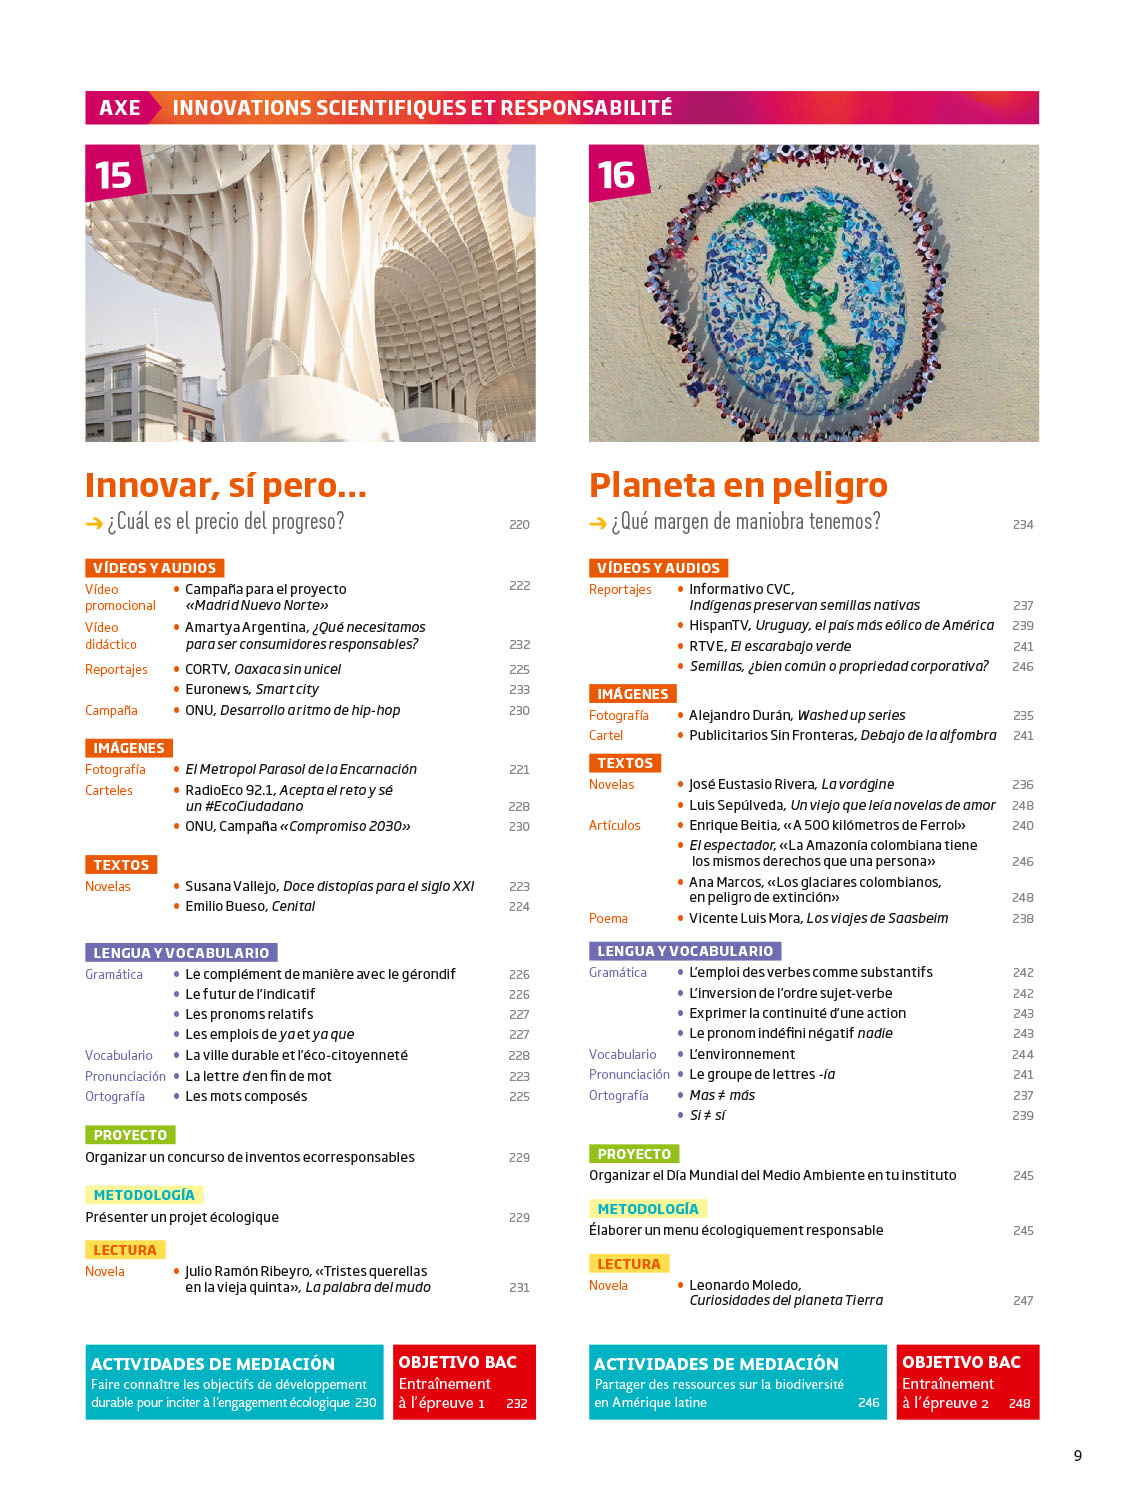 AXE INNOVATIONS SCIENTIFIQUES ET RESPONSABILITÉ
15
Innovar, sí pero...
➔ ¿Cuál es el precio del progreso? 220
VÍDEOS Y AUDIOS
Vídeo • Campaña para el proyecto 222
promocional «Madrid Nuevo Norte»
Vídeo • Amartya Argentina, ¿Qué necesitamos
didáctico para ser consumidores responsables? 232
Reportajes • CORTV, Oaxaca sin unicel 225
• Euronews, Smart city 233
Campaña • ONU, Desarrollo a ritmo de hip-hop 230
IMÁGENES
Fotografía • El Metropol Parasol de la Encarnación 221
Carteles • RadioEco 92.1, Acepta el reto y sé
un #EcoCiudadano 228
• ONU, Campaña «Compromiso 2030» 230
TEXTOS
Novelas • Susana Vallejo, Doce distopías para el siglo XXI 223
• Emilio Bueso, Cenital 224
LENGUA Y VOCABULARIO
Gramática • Le complément de manière avec le gérondif 226
• Le futur de l'indicatif 226
• Les pronoms relatifs 227
• Les emplois de ya et ya que 227
Vocabulario • La ville durable et l'éco-citoyenneté 228
Pronunciación • La lettre d en fin de mot 223
Ortografía • Les mots composés 225
PROYECTO
Organizar un concurso de inventos ecorresponsables 229
METODOLOGÍA
Présenter un projet écologique 229
LECTURA
Novela • Julio Ramón Ribeyro, «Tristes querellas
en la vieja quinta», La palabra del mudo 231
ACTIVIDADES DE MEDIACIÓN
Faire connaître les objectifs de développement
durable pour inciter à l'engagement écologique 230
OBJETIVO BAC
Entraînement
à l'épreuve 1 232
16
Planeta en peligro
➔ ¿Qué margen de maniobra tenemos? 234
VÍDEOS Y AUDIOS
Reportajes • Informativo CVC,
Indígenas preservan semillas nativas 237
• HispanTV, Uruguay, el país más eólico de América 239
• RTVE, El escarabajo verde 241
• Semillas, ¿bien común o propiedad corporativa? 246
IMÁGENES
Fotografía • Alejandro Durán, Washed up series 235
Cartel • Publicitarios Sin Fronteras, Debajo de la alfombra 241
TEXTOS
Novelas • José Eustasio Rivera, La vorágine 236
• Luis Sepúlveda, Un viejo que leía novelas de amor 248
Artículos • Enrique Beitia, «A 500 kilómetros de Ferrol» 240
• El espectador, «La Amazonía colombiana tiene
los mismos derechos que una persona» 246
• Ana Marcos, «Los glaciares colombianos,
en peligro de extinción» 248
Poema • Vicente Luis Mora, Los viajes de Saasbeim 238
LENGUA Y VOCABULARIO
Gramática • L'emploi des verbes comme substantifs 242
• L'inversion de l'ordre sujet-verbe 242
• Exprimer la continuité d'une action 243
• Le pronom indéfini négatif nadie 243
Vocabulario • L'environnement 244
Pronunciación • Le groupe de lettres -ía 241
Ortografía • Mas ≠ más 237
• Si ≠ sí 239
PROYECTO
Organizar el Día Mundial del Medio Ambiente en tu instituto 245
METODOLOGÍA
Élaborer un menu écologiquement responsable 245
LECTURA
Novela • Leonardo Moledo,
Curiosidades del planeta Tierra 247
ACTIVIDADES DE MEDIACIÓN
Partager des ressources sur la biodiversité
en Amérique latine 246
OBJETIVO BAC
Entraînement
à l'épreuve 2 248
9